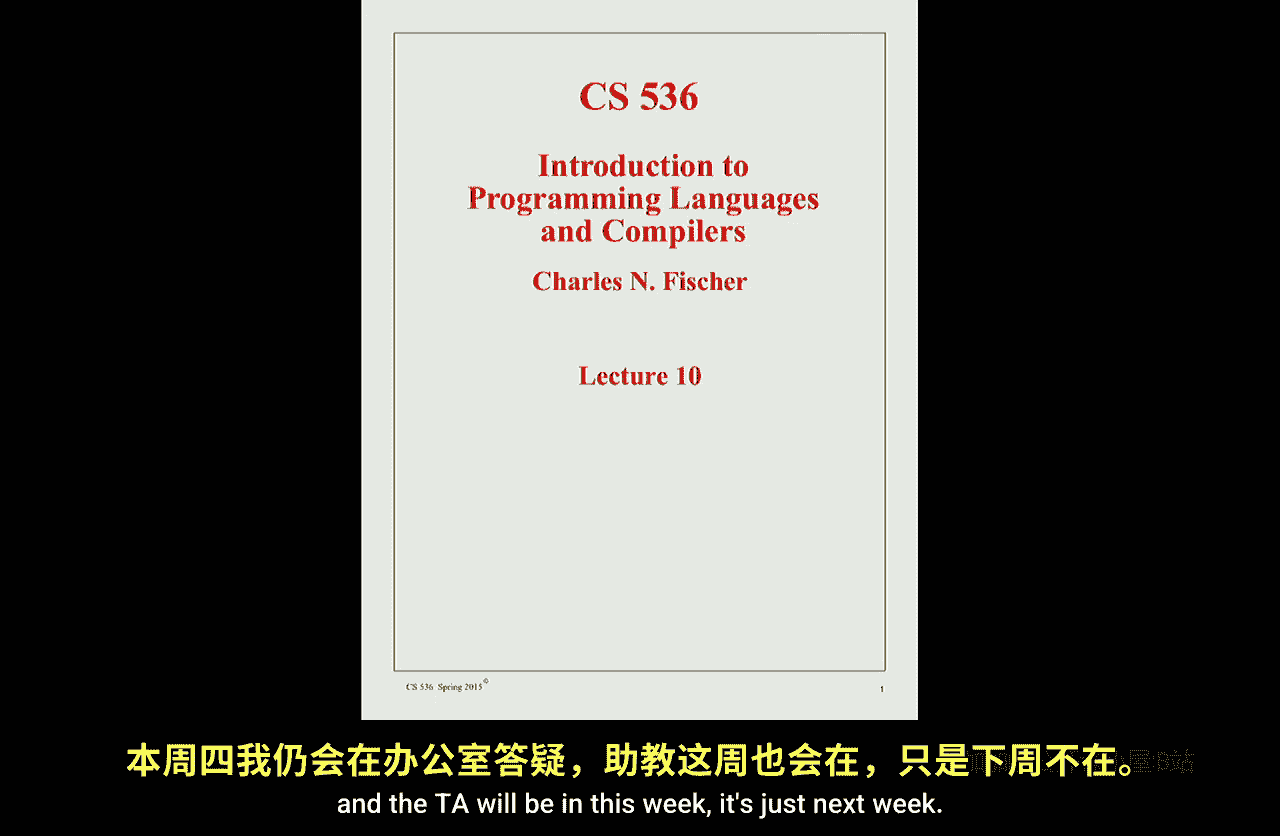 CS 536
Introduction to
Programming Languages
and Compilers
Charles N. Fischer
Lecture 10
CS 536 Spring 2015©
1
本周四我仍会在办公室答疑，助教这周也会在，只是下周不在。
and the TA will be in this week, it's just next week.